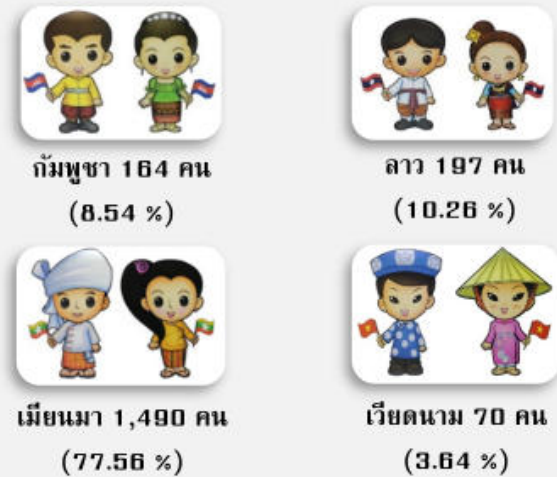 กัมพูชา 164 คน
(8.54 %)
ลาว 197 คน
(10.26 %)
เมียนมา 1,490 คน
(77.56 %)
เวียดนาม 70 คน
(3.64 %)